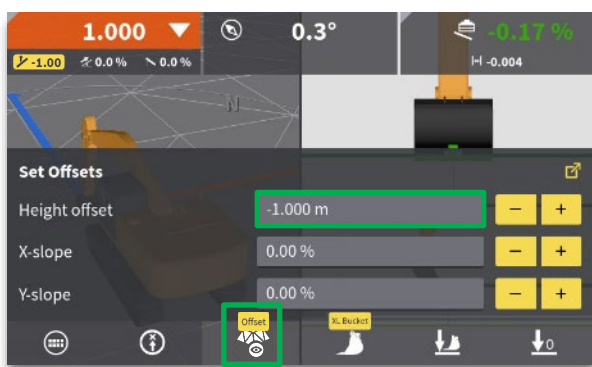 1.000 0.3° -0.17 %
-1.00 0.0 % 0.0 % -0.004
N
Set Offsets
Height offset -1.000 m − +
X-slope 0.00 % − +
Y-slope 0.00 % − +
Offset XL Bucket
0